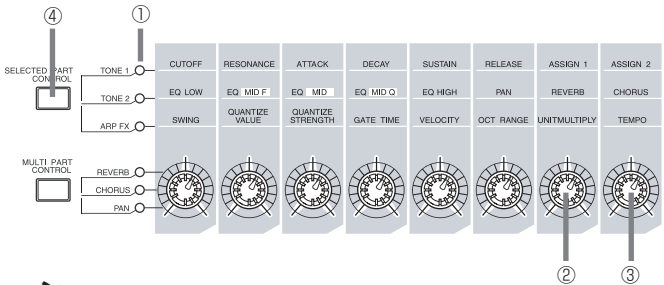 ④ ①
CUTOFF RESONANCE ATTACK DECAY SUSTAIN RELEASE ASSIGN 1 ASSIGN 2
SELECTED PART
CONTROL
TONE 1
TONE 2
EQ LOW EQ MID F EQ MID EQ MID Q EQ HIGH PAN REVERB CHORUS
ARP FX
SWING QUANTIZE VALUE QUANTIZE STRENGTH GATE TIME VELOCITY OCT RANGE UNITMULTIPLY TEMPO
MULTI PART
CONTROL
REVERB
CHORUS
PAN
② ③